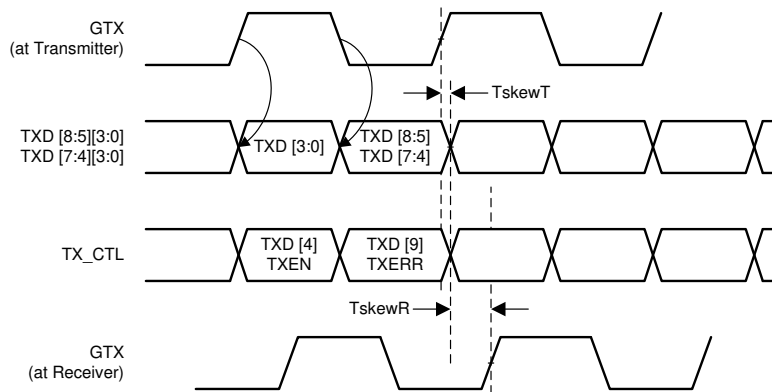 GTX
(at Transmitter)
TskewT
TXD [8:5][3:0]
TXD [7:4][3:0]
TXD [3:0]
TXD [8:5]
TXD [7:4]
TX_CTL
TXD [4]
TXEN
TXD [9]
TXERR
TskewR
GTX
(at Receiver)